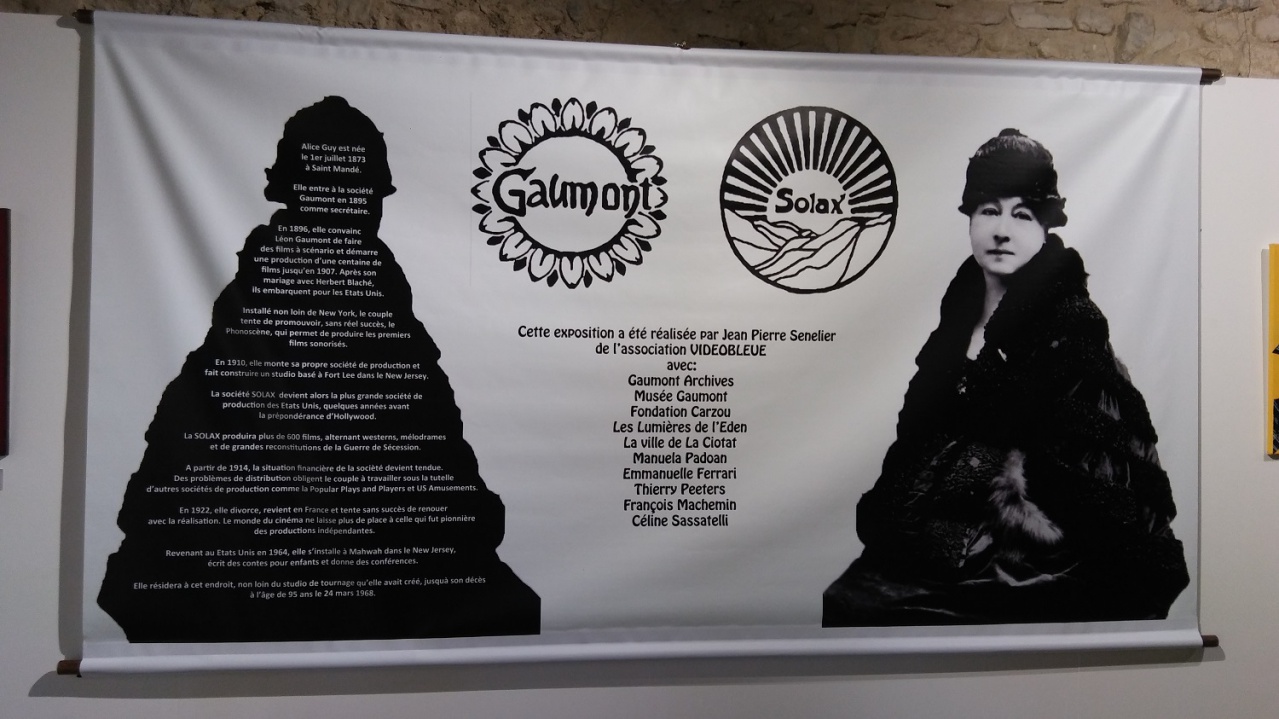 Alice Guy est née
le 1er juillet 1873
à Saint Mandé.
Elle entre à la société
Gaumont en 1895
comme secrétaire.
En 1896, elle convainc
Léon Gaumont de faire
des films à scénario et démarre
une production d'une centaine de
films jusqu'en 1907. Après son
mariage avec Herbert Blaché,
ils embarquent pour les Etats Unis.
Installé non loin de New York, le couple
tente de promouvoir, sans réel succès, le
Phonoscène, qui permet de produire les premiers
films sonorisés.
En 1910, elle monte sa propre société de production et
fait construire un studio basé à Fort Lee dans le New Jersey.
La société SOLAX devient alors la plus grande société de
production des Etats Unis, quelques années avant
la prépondérance d'Hollywood.
La SOLAX produira plus de 600 films, alternant westerns, mélodrames
et de grandes reconstitutions de la Guerre de Sécession.
A partir de 1914, la situation financière de la société devient tendue.
Des problèmes de distribution obligent le couple à travailler sous la tutelle
d'autres sociétés de production comme la Popular Plays and Players et US Amusements.
En 1922, elle divorce, revient en France et tente sans succès de renouer
avec la réalisation. Le monde du cinéma ne laisse plus de place à celle qui fut pionnière
des productions indépendantes.
Revenant au Etats Unis en 1964, elle s'installe à Mahwah dans le New Jersey,
écrit des contes pour enfants et donne des conférences.
Elle résidera à cet endroit, non loin du studio de tournage qu'elle avait créé, jusquà son décès
à l'âge de 95 ans le 24 mars 1968.
Gaumont
Solax
Cette exposition a été réalisée par Jean Pierre Senelier
de l'association VIDEOBLEUE
avec:
Gaumont Archives
Musée Gaumont
Fondation Carzou
Les Lumières de l'Eden
La ville de La Ciotat
Manuela Padoan
Emmanuelle Ferrari
Thierry Peeters
François Machemin
Céline Sassatelli